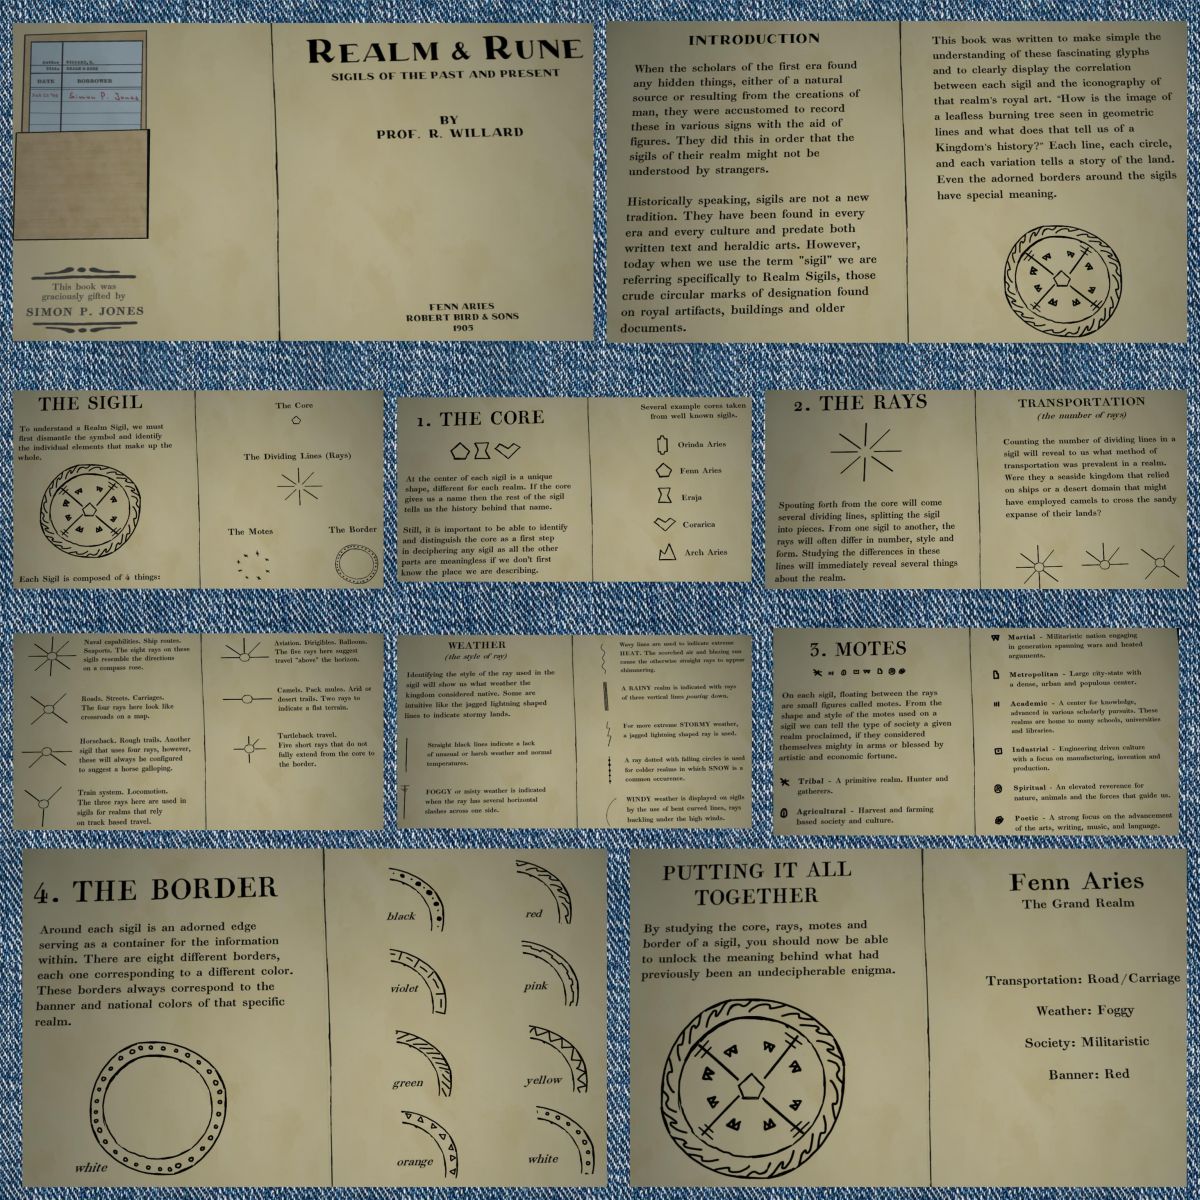 Author WILLARD, R.
Title REALM & RUNE
DATE BORROWER
Simon P. Jones
This book was
graciously gifted by
SIMON P. JONES
REALM & RUNE
SIGILS OF THE PAST AND PRESENT
BY
PROF. R. WILLARD
FENN ARIES
ROBERT BIRD & SONS
1905
INTRODUCTION
When the scholars of the first era found
any hidden things, either of a natural
source or resulting from the creations of
man, they were accustomed to record
these in various signs with the aid of
figures. They did this in order that the
sigils of their realm might not be
understood by strangers.
Historically speaking, sigils are not a new
tradition. They have been found in every
era and every culture and predate both
written text and heraldic arts. However,
today when we use the term "sigil" we are
referring specifically to Realm Sigils, those
crude circular marks of designation found
on royal artifacts, buildings and older
documents.
This book was written to make simple the
understanding of these fascinating glyphs
and to clearly display the correlation
between each sigil and the iconography of
that realm's royal art. "How is the image of
a leafless burning tree seen in geometric
lines and what does that tell us of a
Kingdom's history?" Each line, each circle,
and each variation tells a story of the land.
Even the adorned borders around the sigils
have special meaning.
THE SIGIL
To understand a Realm Sigil, we must
first dismantle the symbol and identify
the individual elements that make up the
whole.
Each Sigil is composed of 4 things:
The Core
The Dividing Lines (Rays)
The Motes The Border
1. THE CORE
At the center of each sigil is a unique
shape, different for each realm. If the core
gives us a name then the rest of the sigil
tells us the history behind that name.
Still, it is important to be able to identify
and distinguish the core as a first step
in deciphering any sigil as all the other
parts are meaningless if we don't first
know the place we are describing.
Several example cores taken
from well known sigils.
Orinda Aries
Fenn Aries
Eraja
Corarica
Arch Aries
2. THE RAYS
Spouting forth from the core will come
several dividing lines, splitting the sigil
into pieces. From one sigil to another, the
rays will often differ in number, style and
form. Studying the differences in these
lines will immediately reveal several things
about the realm.
TRANSPORTATION
(the number of rays)
Counting the number of dividing lines in a
sigil will reveal to us what method of
transportation was prevalent in a realm.
Were they a seaside kingdom that relied
on ships or a desert domain that might
have employed camels to cross the sandy
expanse of their lands?
Naval capabilities. Ship routes.
Seaports. The eight rays on these
sigils resemble the directions
on a compass rose.
Roads. Streets. Carriages.
The four rays here look like
crossroads on a map.
Horseback. Rough trails. Another
sigil that uses four rays, however,
these will always be configured
to suggest a horse galloping.
Train system. Locomotion.
The three rays here are used in
sigils for realms that rely
on track based travel.
Aviation. Dirigibles. Balloons.
The five rays here suggest
travel "above" the horizon.
Camels. Pack mules. Arid or
desert trails. Two rays to
indicate a flat terrain.
Turtleback travel.
Five short rays that do not
fully extend from the core to
the border.
WEATHER
(the style of ray)
Identifying the style of the ray used in the
sigil will show us what weather the
kingdom considered native. Some are
intuitive like the jagged lightning shaped
lines to indicate stormy lands.
Straight black lines indicate a lack
of unusual or harsh weather and normal
temperatures.
FOGGY or misty weather is indicated
when the ray has several horizontal
slashes across one side.
Wavy lines are used to indicate extreme
HEAT. The scorched air and blazing sun
cause the otherwise straight rays to appear
shimmering.
A RAINY realm is indicated with rays
of three vertical lines pouring down.
For more extreme STORMY weather,
a jagged lightning shaped ray is used.
A ray dotted with falling circles is used
for colder realms in which SNOW is a
common occurence.
WINDY weather is displayed on sigils
by the use of bent curved lines, rays
buckling under the high winds.
3. MOTES
On each sigil, floating between the rays
are small figures called motes. From the
shape and style of the motes used on a
sigil we can tell the type of society a given
realm proclaimed, if they considered
themselves mighty in arms or blessed by
artistic and economic fortune.
Tribal - A primitive realm. Hunter and
gatherers.
Agricultural - Harvest and farming
based society and culture.
Martial - Militaristic nation engaging
in generation spanning wars and heated
arguments.
Metropolitan - Large city-state with
a dense, urban and populous center.
Academic - A center for knowledge,
advanced in various scholarly pursuits. These
realms are home to many schools, universities
and libraries.
Industrial - Engineering driven culture
with a focus on manufacturing, invention and
production.
Spiritual - An elevated reverence for
nature, animals and the forces that guide us.
Poetic - A strong focus on the advancement
of the arts, writing, music, and language.
4. THE BORDER
Around each sigil is an adorned edge
serving as a container for the information
within. There are eight different borders,
each one corresponding to a different color.
These borders always correspond to the
banner and national colors of that specific
realm.
white
black red
violet pink
green yellow
orange white
PUTTING IT ALL
TOGETHER
By studying the core, rays, motes and
border of a sigil, you should now be able
to unlock the meaning behind what had
previously been an undecipherable enigma.
Fenn Aries
The Grand Realm
Transportation: Road/Carriage
Weather: Foggy
Society: Militaristic
Banner: Red